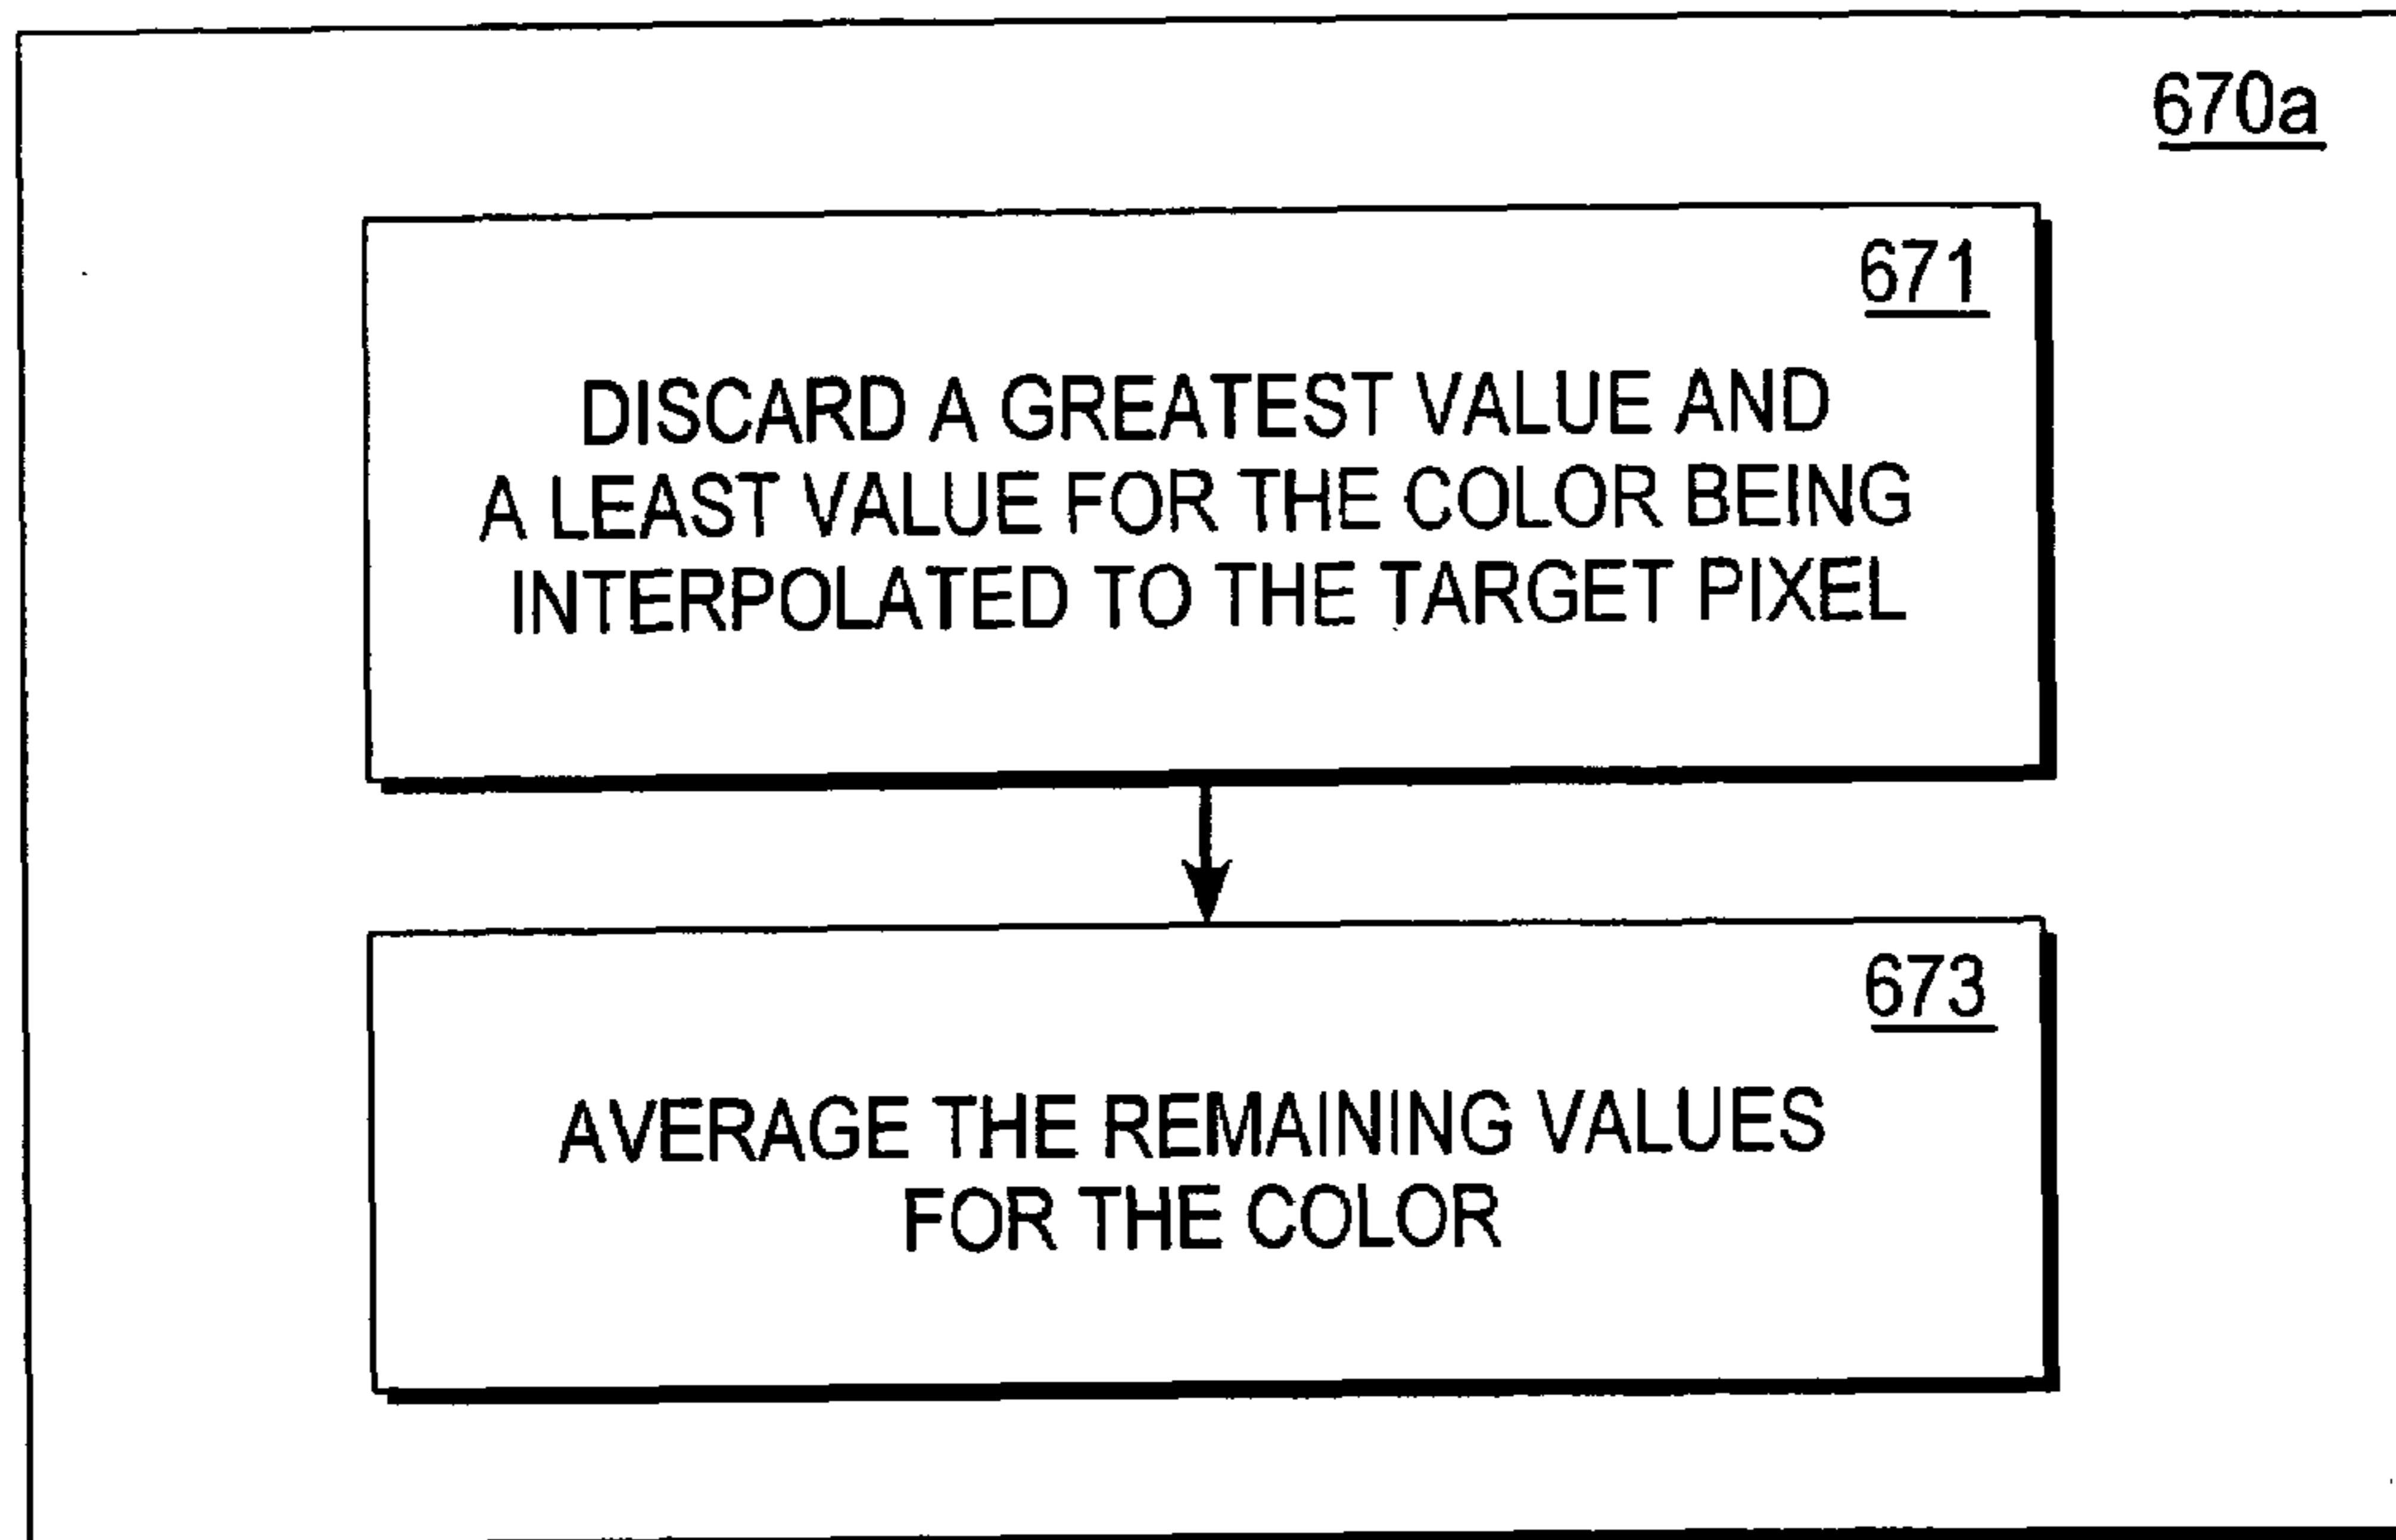 670a
671
DISCARD A GREATEST VALUE AND
A LEAST VALUE FOR THE COLOR BEING
INTERPOLATED TO THE TARGET PIXEL
673
AVERAGE THE REMAINING VALUES
FOR THE COLOR